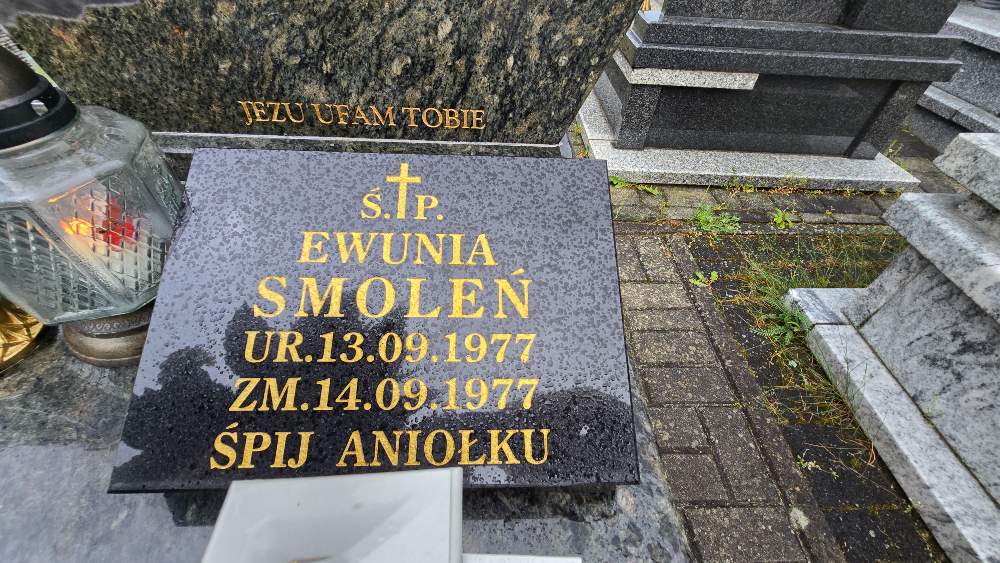 JEZU UFAM TOBIE
Ś. P.
EWUNIA
SMOLEŃ
UR.13.09.1977
ZM.14.09.1977
ŚPIJ ANIOŁKU